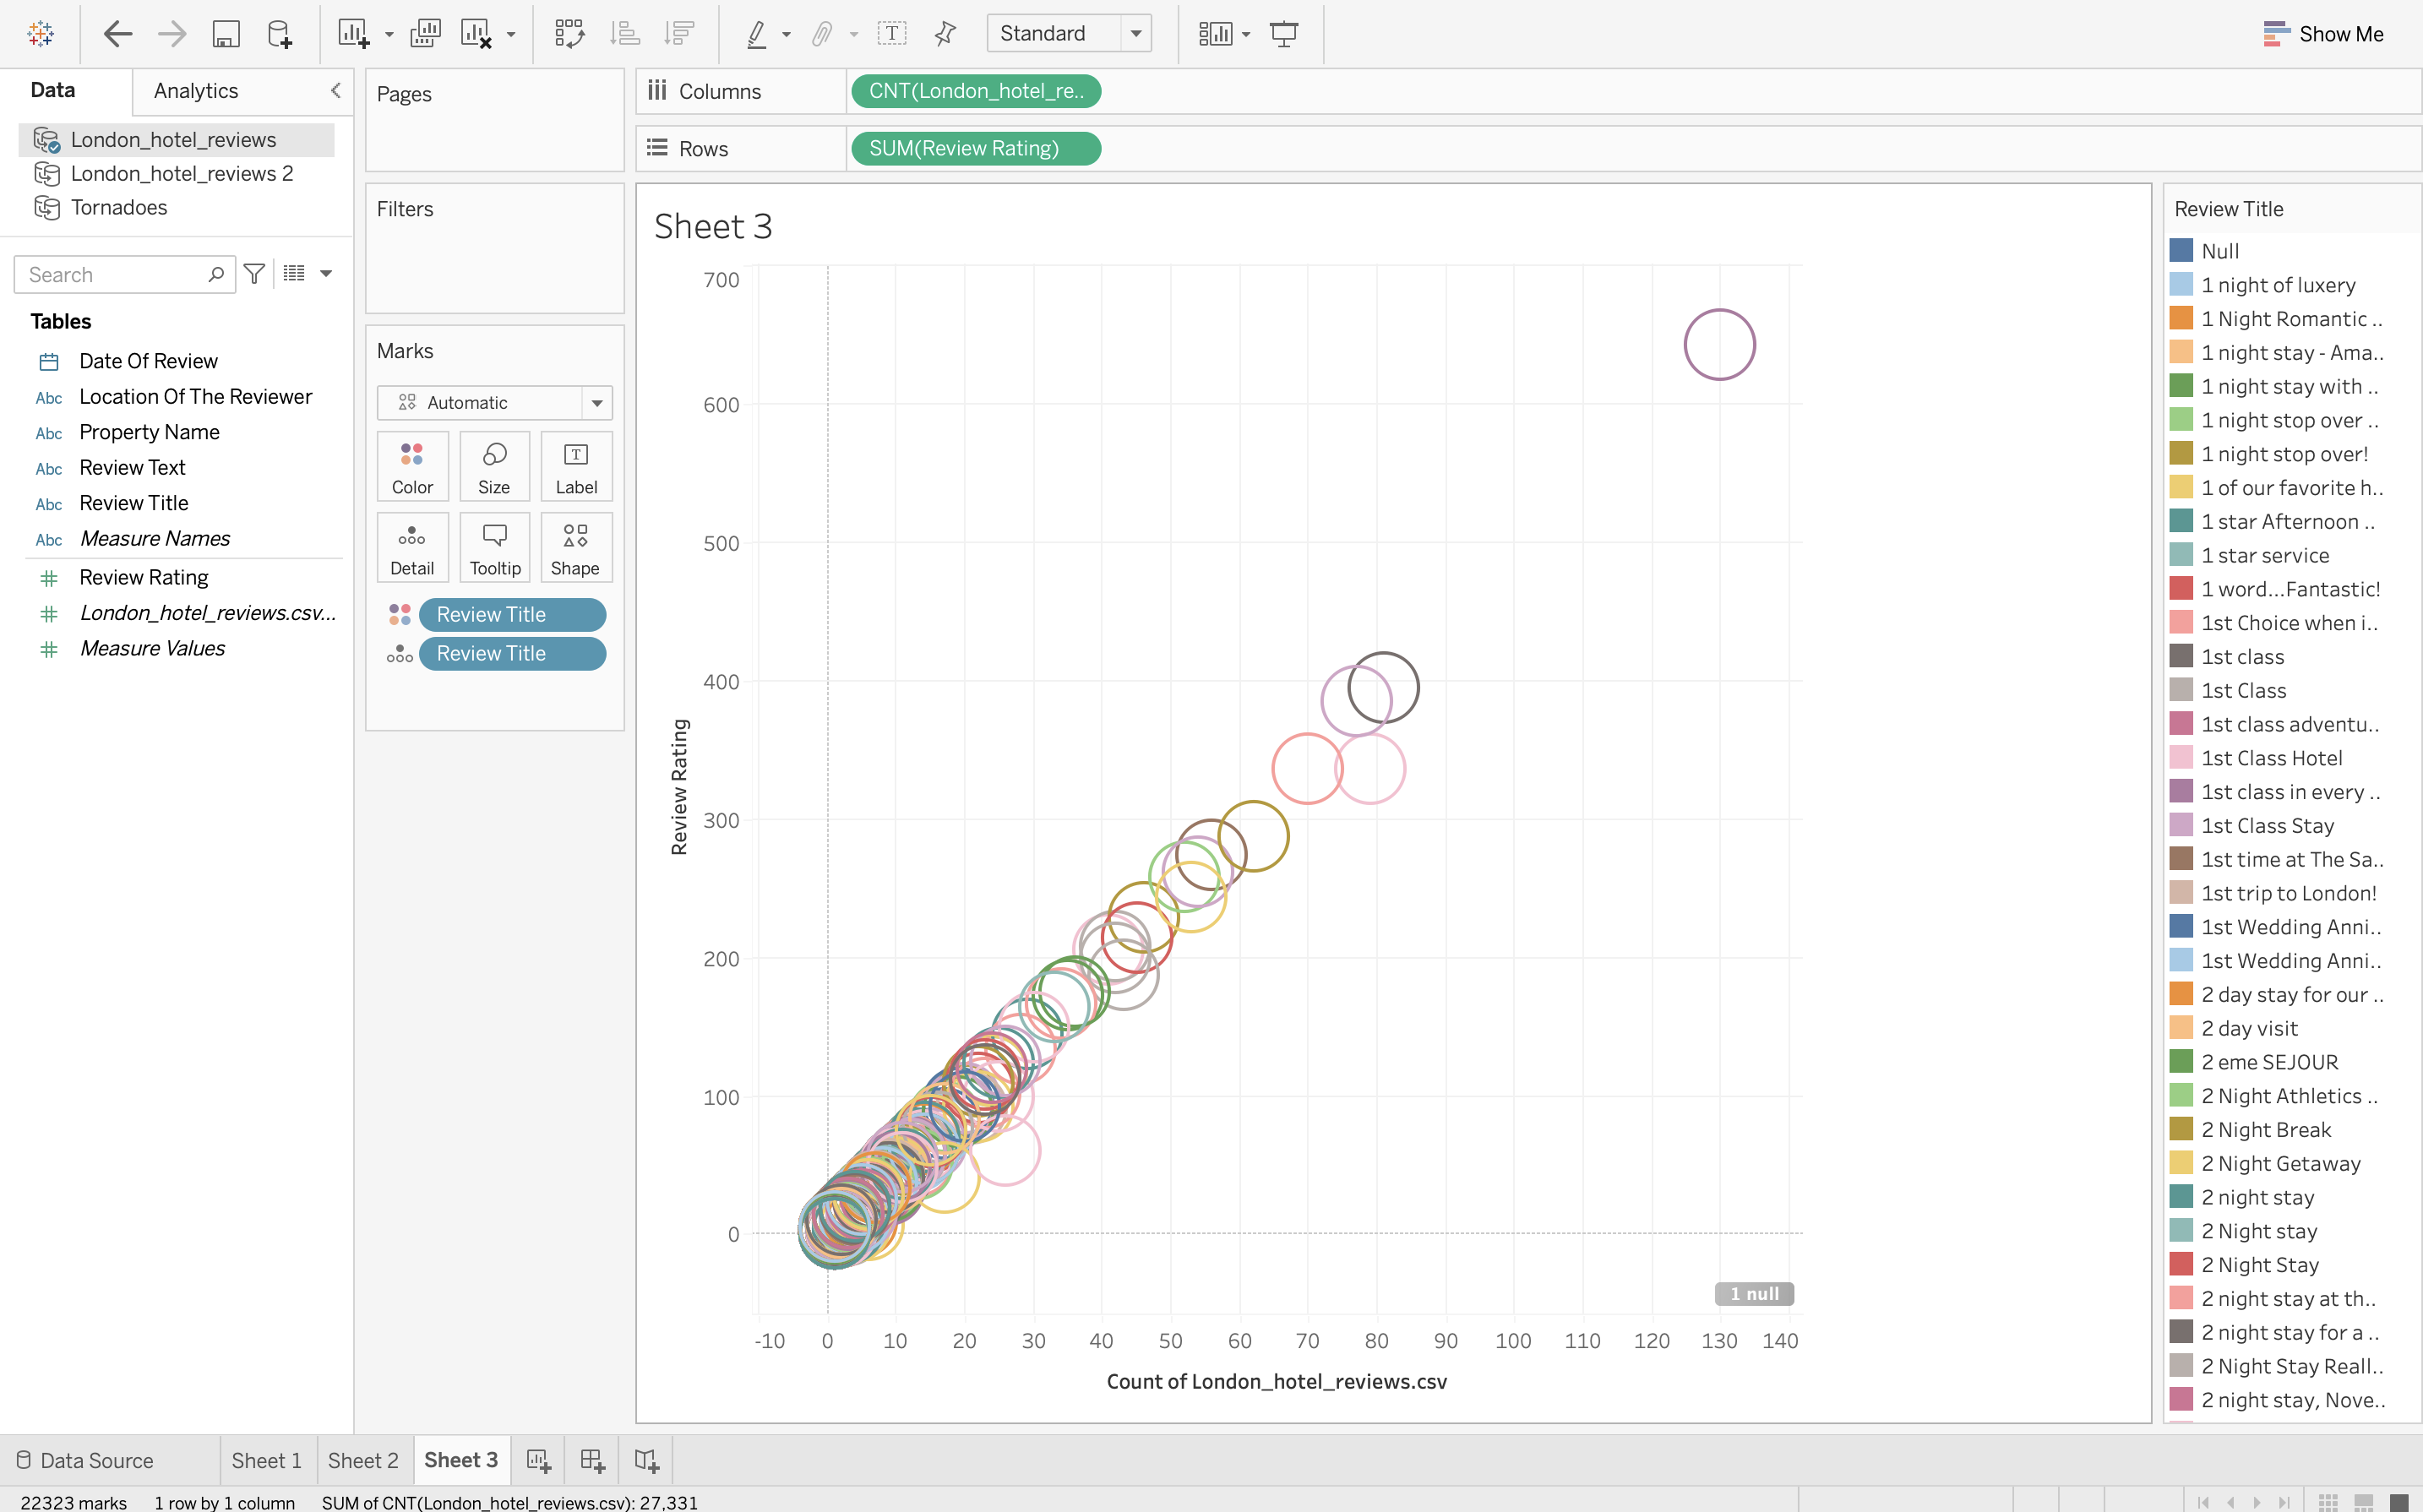 Standard
Show Me
Data
Analytics
London_hotel_reviews
London_hotel_reviews 2
Tornadoes
Search
Tables
Date Of Review
Abc Location Of The Reviewer
Abc Property Name
Abc Review Text
Abc Review Title
Abc Measure Names
Review Rating
London_hotel_reviews.csv...
Measure Values
Pages
Filters
Marks
Automatic
Color Size Label
Detail Tooltip Shape
Review Title
Review Title
Columns CNT(London_hotel_re..
Rows SUM(Review Rating)
Sheet 3
700
600
500
400
300
200
100
0
Review Rating
1 null
-10 0 10 20 30 40 50 60 70 80 90 100 110 120 130 140
Count of London_hotel_reviews.csv
Review Title
Null
1 night of luxery
1 Night Romantic ..
1 night stay - Ama..
1 night stay with ..
1 night stop over ..
1 night stop over!
1 of our favorite h..
1 star Afternoon ..
1 star service
1 word...Fantastic!
1st Choice when i..
1st class
1st Class
1st class adventu..
1st Class Hotel
1st class in every ..
1st Class Stay
1st time at The Sa..
1st trip to London!
1st Wedding Anni..
1st Wedding Anni..
2 day stay for our ..
2 day visit
2 eme SEJOUR
2 Night Athletics ..
2 Night Break
2 Night Getaway
2 night stay
2 Night stay
2 Night Stay
2 night stay at th..
2 night stay for a ..
2 Night Stay Reall..
2 night stay, Nove..
Data Source Sheet 1 Sheet 2 Sheet 3
22323 marks 1 row by 1 column SUM of CNT(London_hotel_reviews.csv): 27,331